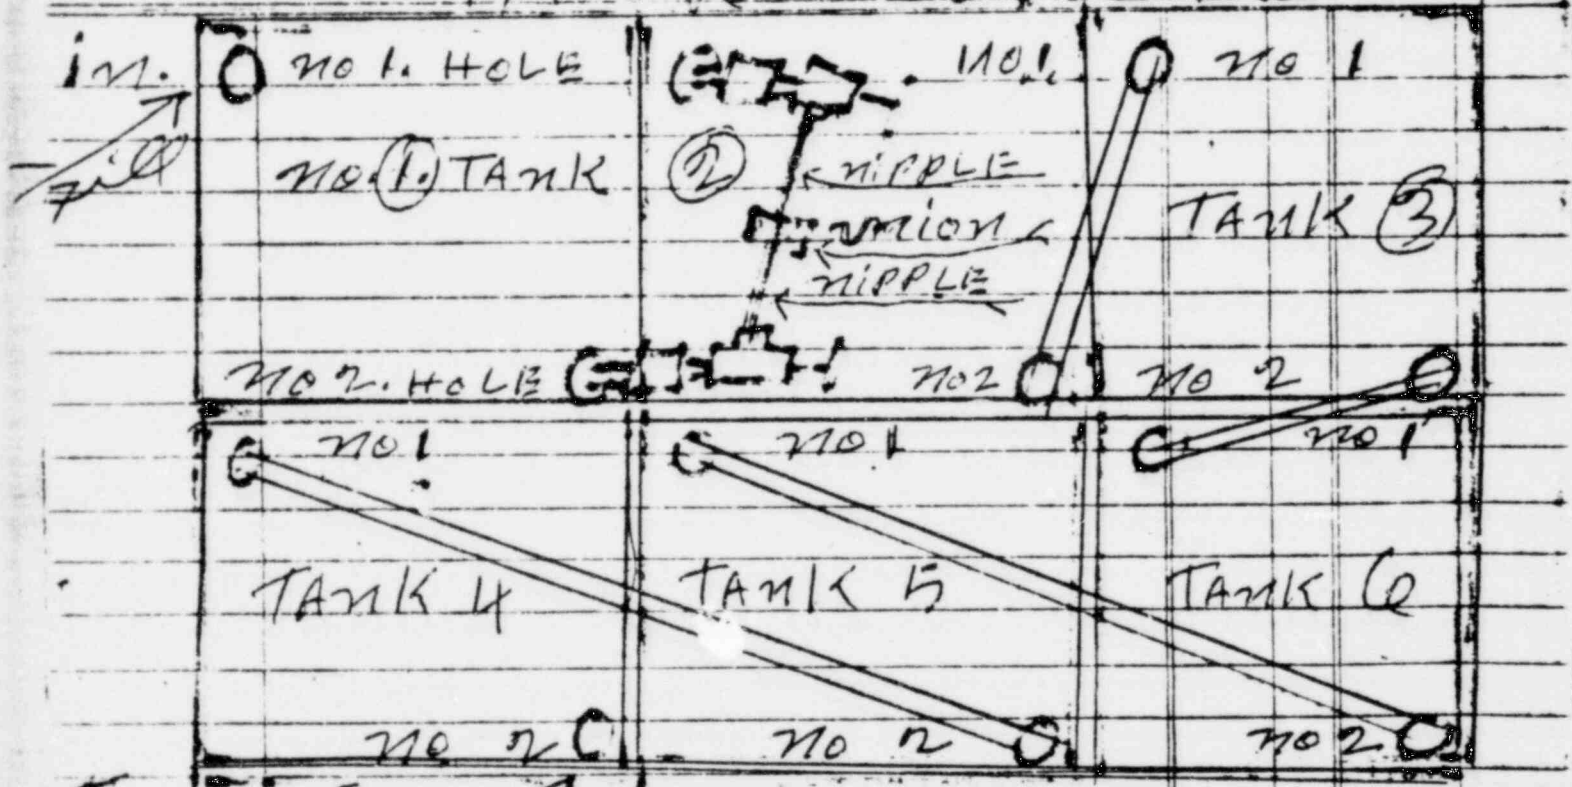 in.
fill
no 1. HOLE
no. 1. TANK
no 2. HOLE
no. 1.
2
niPPLE
union
niPPLE
no 2
no 1
TANK 3
no 2
no 1
TANK 4
no 2
no 1
TANK 5
no 2
no 1
TANK 6
no 2